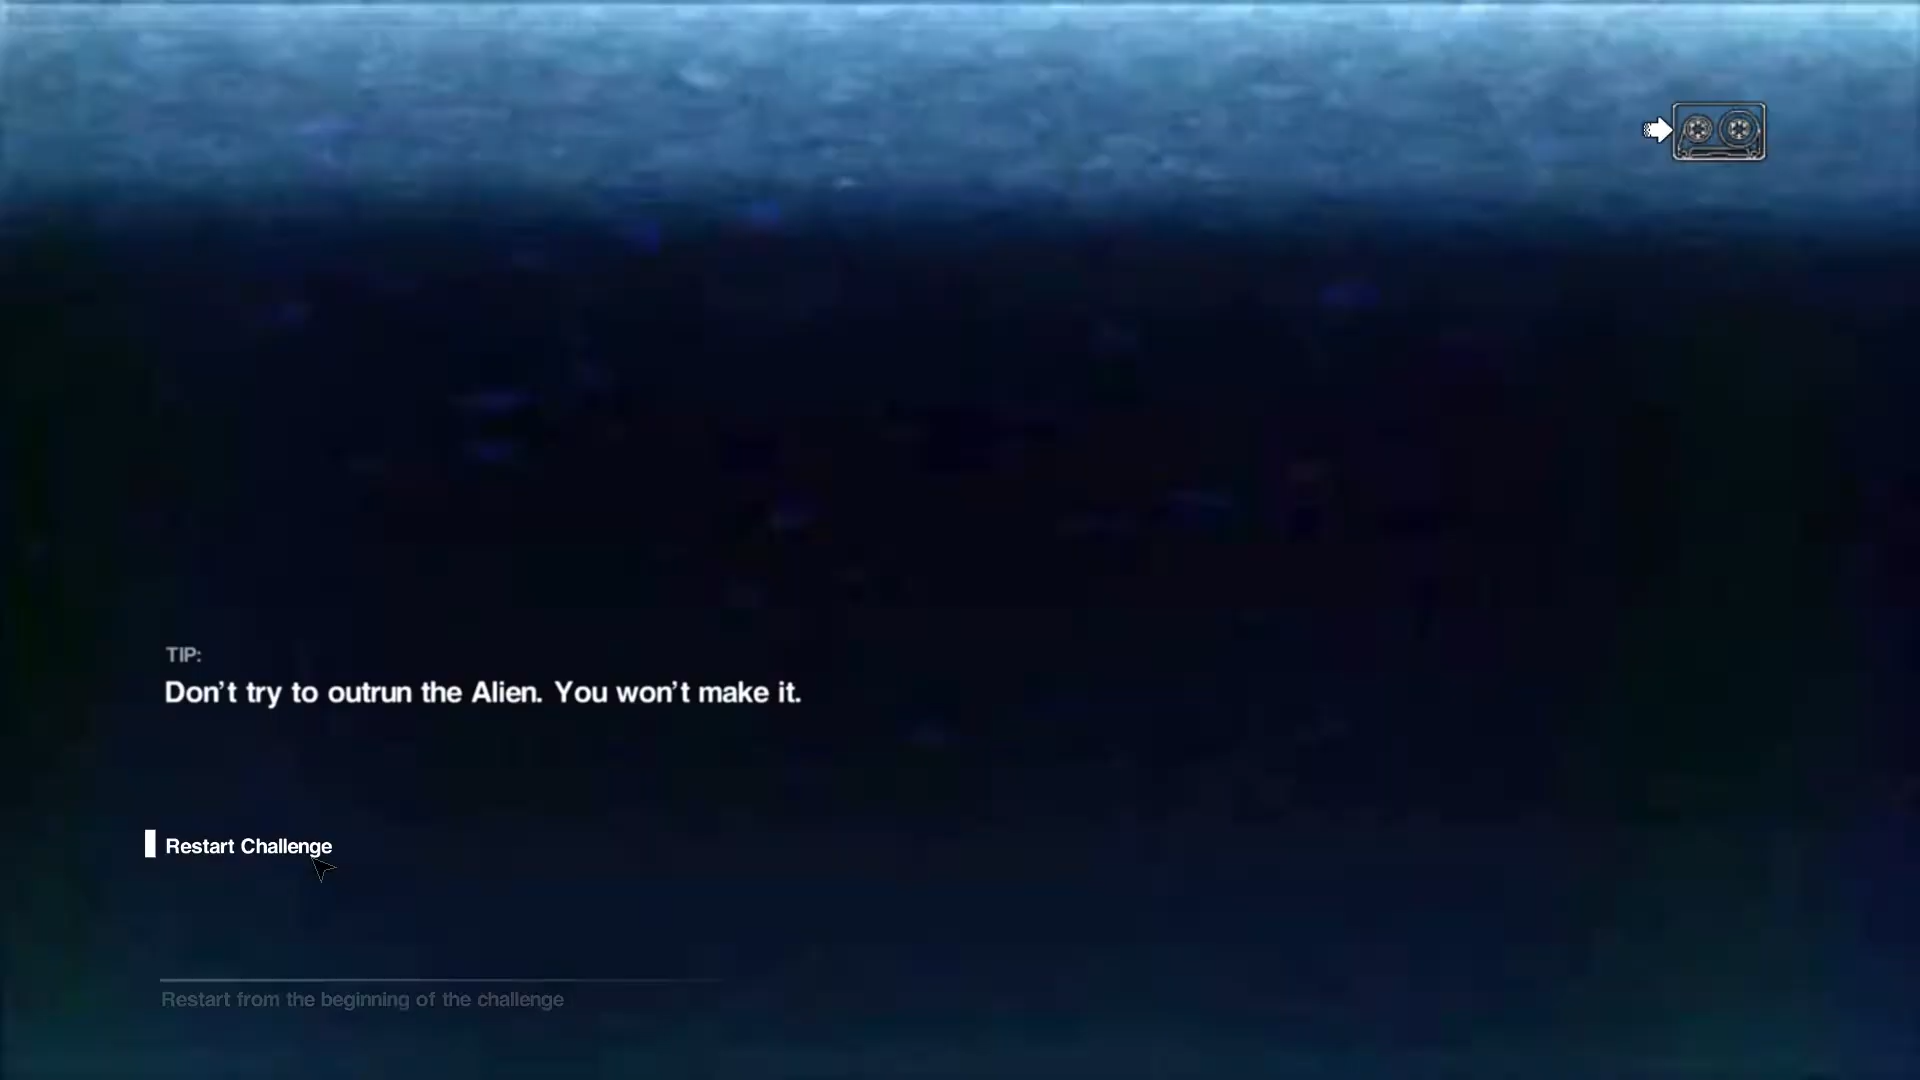 TIP:
Don't try to outrun the Alien. You won't make it.
Restart Challenge
Restart from the beginning of the challenge